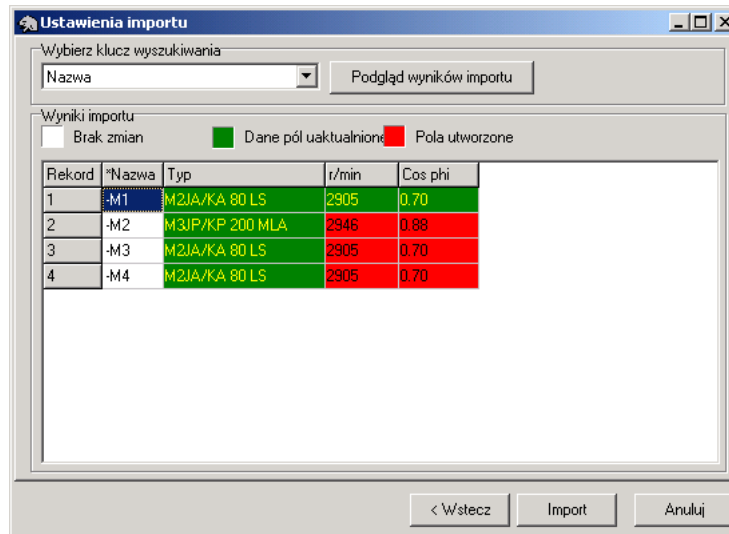 Ustawienia importu
Wybierz klucz wyszukiwania
Nazwa Podgląd wyników importu
Wyniki importu
Brak zmian Dane pól uaktualnione Pola utworzone
Rekord *Nazwa Typ r/min Cos phi
1 -M1 M2JA/KA 80 LS 2905 0.70
2 -M2 M3JP/KP 200 MLA 2946 0.88
3 -M3 M2JA/KA 80 LS 2905 0.70
4 -M4 M2JA/KA 80 LS 2905 0.70
< Wstecz Import Anuluj